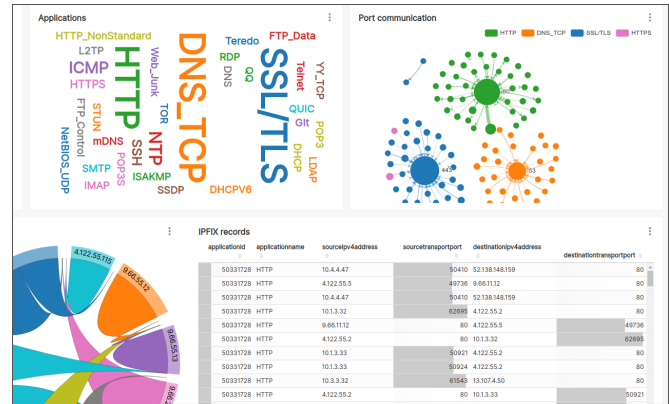 Applications
HTTP_NonStandard
L2TP
ICMP
HTTPS
HTTP
Web_Junk
DNS_TCP
Teredo
RDP
DNS
QQ
SSL/TLS
FTP_Data
Telnet
YY_TCP
QUIC
GIt
POP3
NetBIOS_UDP
FTP_Control
STUN
mDNS
SMTP
IMAP
POP3S
SSH
NTP
TOR
ISAKMP
SSDP
DHCPV6
DHCP
LDAP
Port communication
HTTP DNS_TCP SSL/TLS HTTPS
80
443
53
4.122.55.115
9.66.55.12
9.66.55.13
9.66
IPFIX records
applicationid applicationname sourceipv4address sourcetransportport destinationipv4address destinationtransportport
50331728 HTTP 10.4.4.47 50410 52.138.148.159 80
50331728 HTTP 4.122.55.5 49736 9.66.11.12 80
50331728 HTTP 10.4.4.47 50410 52.138.148.159 80
50331728 HTTP 10.1.3.32 62695 4.122.55.2 80
50331728 HTTP 9.66.11.12 80 4.122.55.5 49736
50331728 HTTP 4.122.55.2 80 10.1.3.32 62695
50331728 HTTP 10.1.3.33 50921 4.122.55.2 80
50331728 HTTP 10.1.3.33 50924 4.122.55.2 80
50331728 HTTP 10.3.3.32 61543 13.107.4.50 80
50331728 HTTP 4.122.55.2 80 10.1.3.33 50921